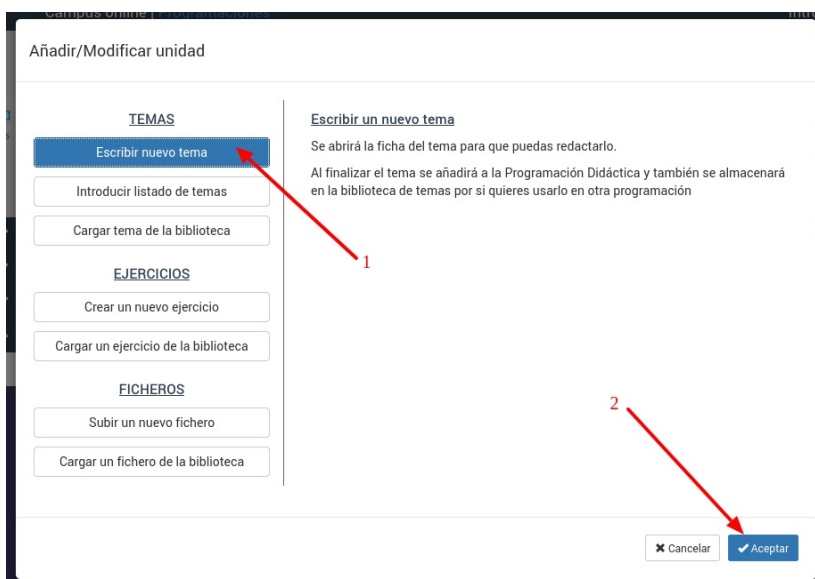 Campus online | Programaciones
Añadir/Modificar unidad
TEMAS
Escribir nuevo tema
Introducir listado de temas
Cargar tema de la biblioteca
EJERCICIOS
Crear un nuevo ejercicio
Cargar un ejercicio de la biblioteca
FICHEROS
Subir un nuevo fichero
Cargar un fichero de la biblioteca
Escribir un nuevo tema
Se abrirá la ficha del tema para que puedas redactarlo.
Al finalizar el tema se añadirá a la Programación Didáctica y también se almacenará
en la biblioteca de temas por si quieres usarlo en otra programación
1
2
Cancelar
Aceptar